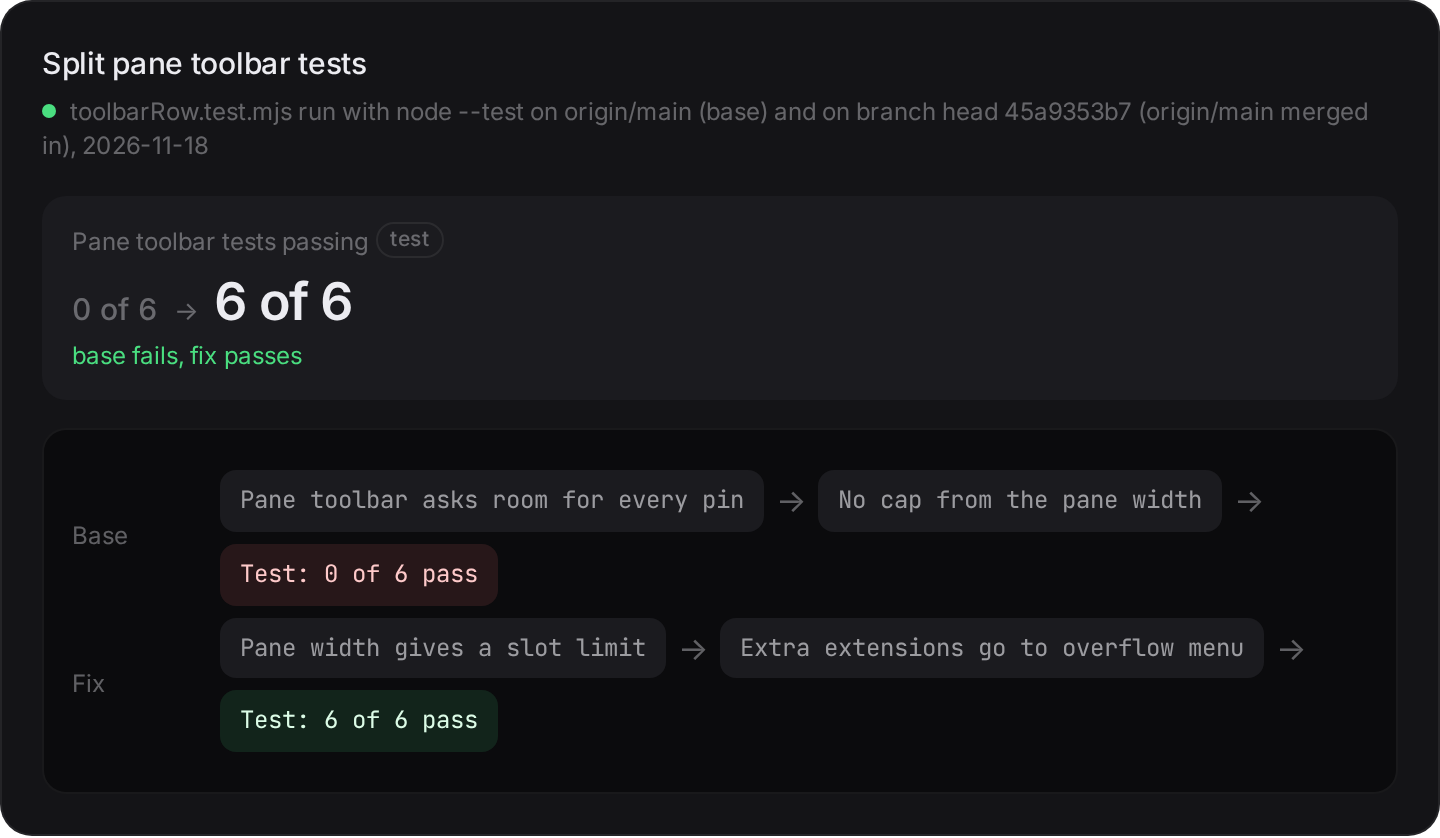 Split pane toolbar tests
toolbarRow.test.mjs run with node --test on origin/main (base) and on branch head 45a9353b7 (origin/main merged
in), 2026-11-18
Pane toolbar tests passing test
0 of 6 → 6 of 6
base fails, fix passes
Base
Pane toolbar asks room for every pin → No cap from the pane width →
Test: 0 of 6 pass
Fix
Pane width gives a slot limit → Extra extensions go to overflow menu →
Test: 6 of 6 pass